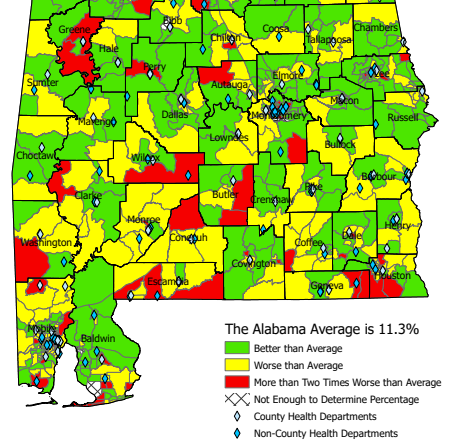 Bibb
Greene
Chilton
Coosa
Chambers
Tallapoosa
Hale
Perry
Sumter
Autauga
Elmore
Lee
Macon
Dallas
Marengo
Montgomery
Russell
Lowndes
Bullock
Choctaw
Wilcox
Barbour
Clarke
Butler
Pike
Crenshaw
Monroe
Henry
Washington
Conecuh
Coffee
Dale
Covington
Escambia
Houston
Geneva
Mobile
Baldwin
The Alabama Average is 11.3%
Better than Average
Worse than Average
More than Two Times Worse than Average
Not Enough to Determine Percentage
County Health Departments
Non-County Health Departments